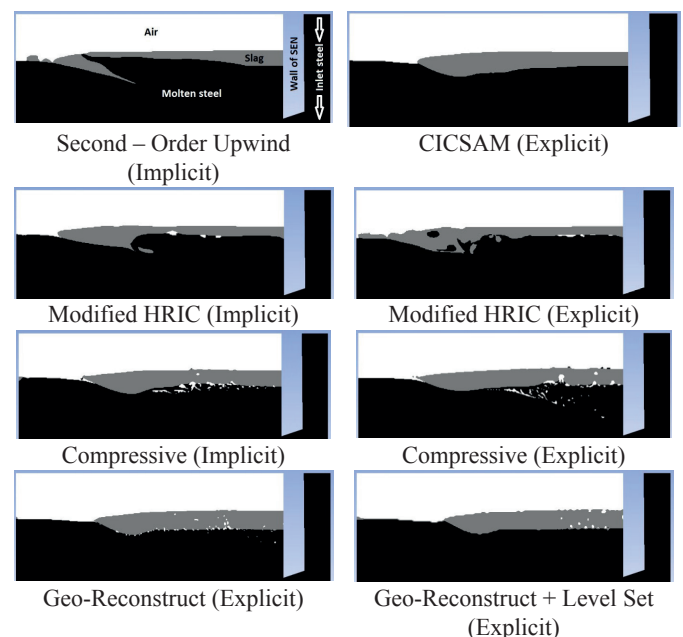 Air
Slag
Molten steel
Wall of SEN
Inlet steel
Second – Order Upwind
(Implicit)
CICSAM (Explicit)
Modified HRIC (Implicit)
Modified HRIC (Explicit)
Compressive (Implicit)
Compressive (Explicit)
Geo-Reconstruct (Explicit)
Geo-Reconstruct + Level Set
(Explicit)